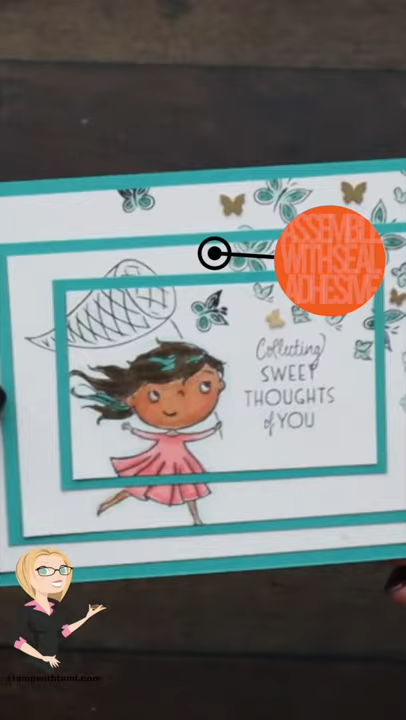 ASSEMBLE
WITH SEAL
ADHESIVE
Collecting
SWEET
THOUGHTS
of YOU